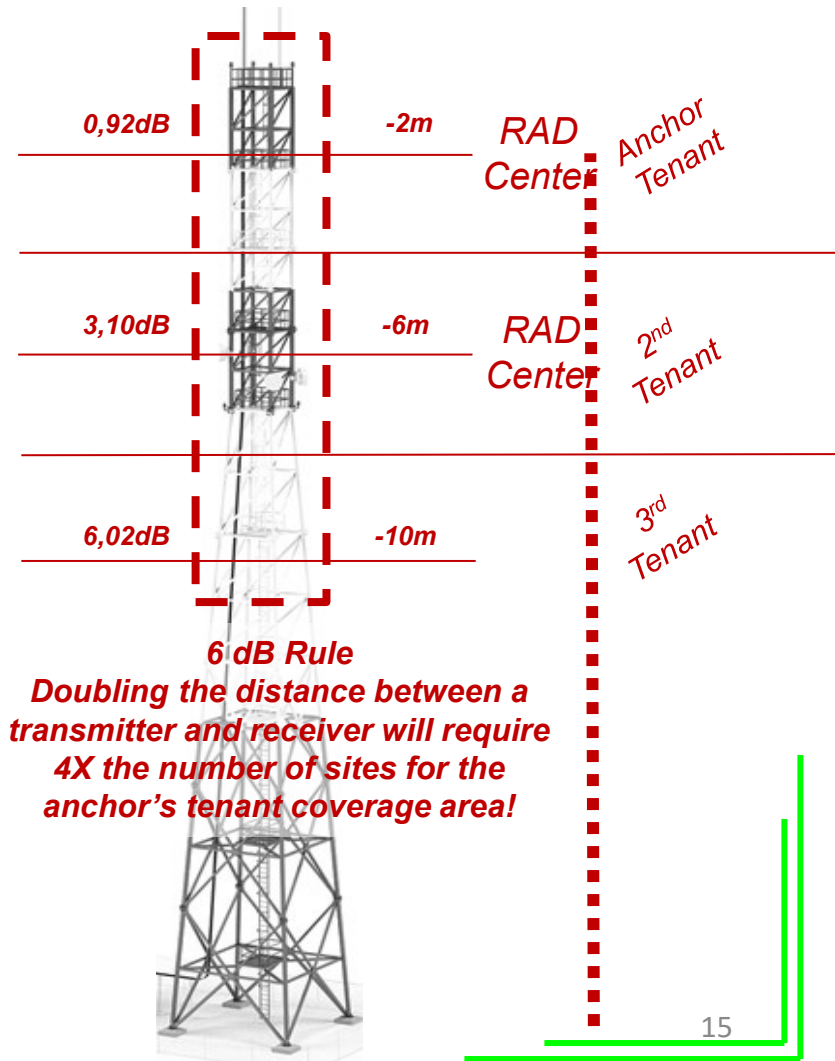 0,92dB
-2m
RAD
Center
Anchor
Tenant
3,10dB
-6m
RAD
Center
2nd
Tenant
6,02dB
-10m
3rd
Tenant
6 dB Rule
Doubling the distance between a
transmitter and receiver will require
4X the number of sites for the
anchor's tenant coverage area!
15